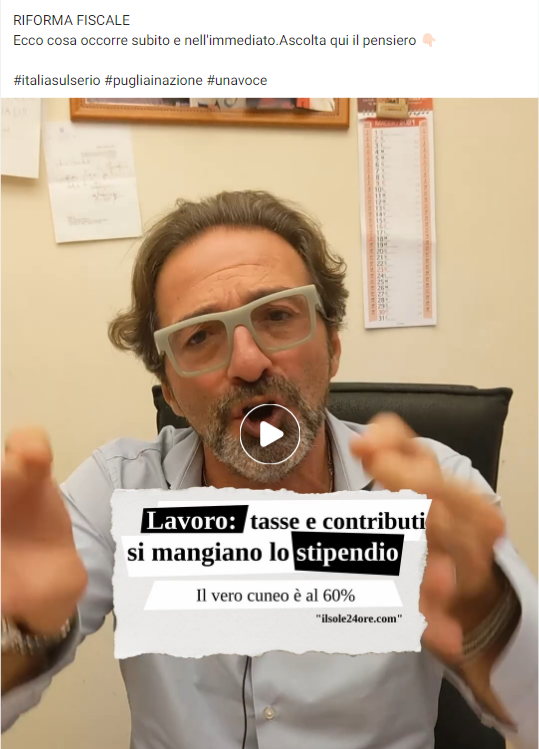 RIFORMA FISCALE
Ecco cosa occorre subito e nell'immediato.Ascolta qui il pensiero 👇🏻
#italiasulserio #pugliainazione #unavoce
Lavoro: tasse e contributi
si mangiano lo stipendio
Il vero cuneo è al 60%
"ilsole24ore.com"